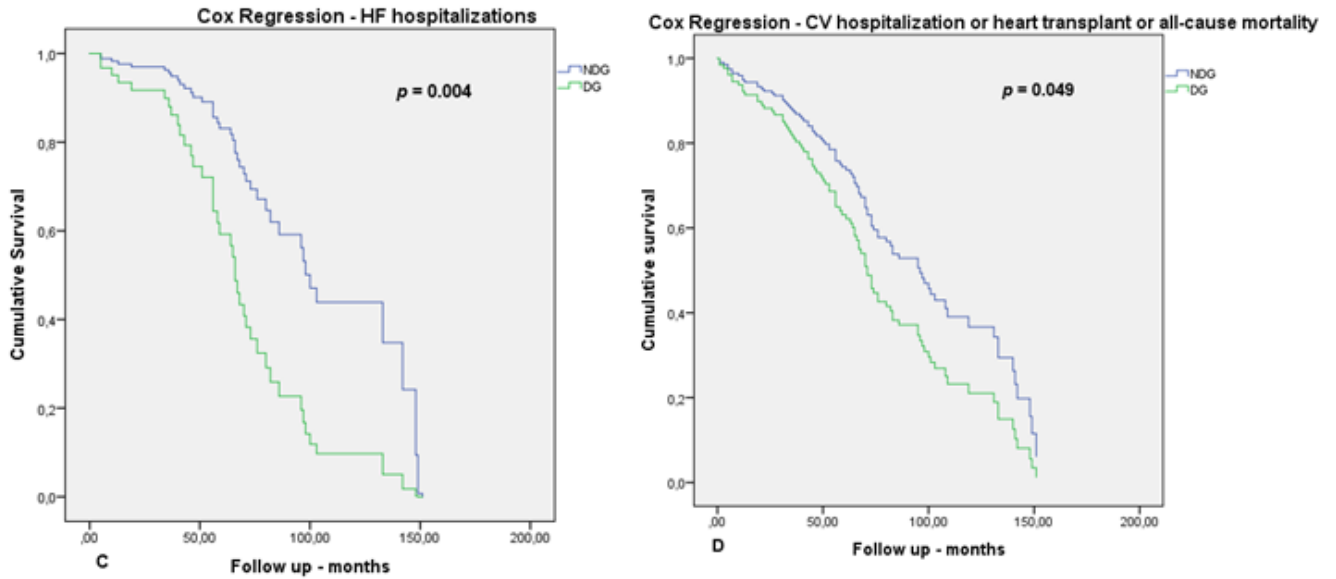 Cox Regression - HF hospitalizations
1,0
0,8
0,6
0,4
0,2
0,0
Cumulative Survival
p = 0.004
NDG
DG
,00
50,00
100,00
150,00
200,00
C
Follow up - months
Cox Regression - CV hospitalization or heart transplant or all-cause mortality
1,0
0,8
0,6
0,4
0,2
0,0
Cumulative survival
p = 0.049
NDG
DG
,00
50,00
100,00
150,00
200,00
D
Follow up - months